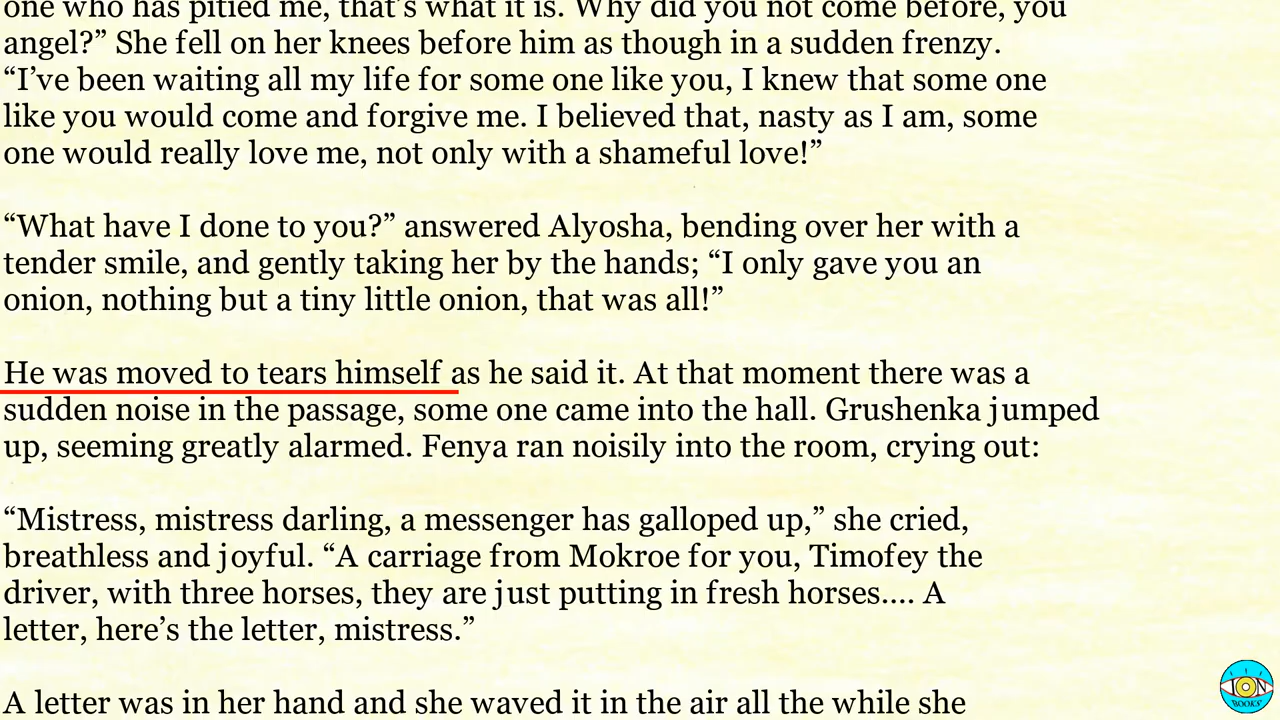 one who has pitied me, that’s what it is. Why did you not come before, you
angel?” She fell on her knees before him as though in a sudden frenzy.
“I’ve been waiting all my life for some one like you, I knew that some one
like you would come and forgive me. I believed that, nasty as I am, some
one would really love me, not only with a shameful love!”
“What have I done to you?” answered Alyosha, bending over her with a
tender smile, and gently taking her by the hands; “I only gave you an
onion, nothing but a tiny little onion, that was all!”
He was moved to tears himself as he said it. At that moment there was a
sudden noise in the passage, some one came into the hall. Grushenka jumped
up, seeming greatly alarmed. Fenya ran noisily into the room, crying out:
“Mistress, mistress darling, a messenger has galloped up,” she cried,
breathless and joyful. “A carriage from Mokroe for you, Timofey the
driver, with three horses, they are just putting in fresh horses.... A
letter, here’s the letter, mistress.”
A letter was in her hand and she waved it in the air all the while she
ION
BOOKS